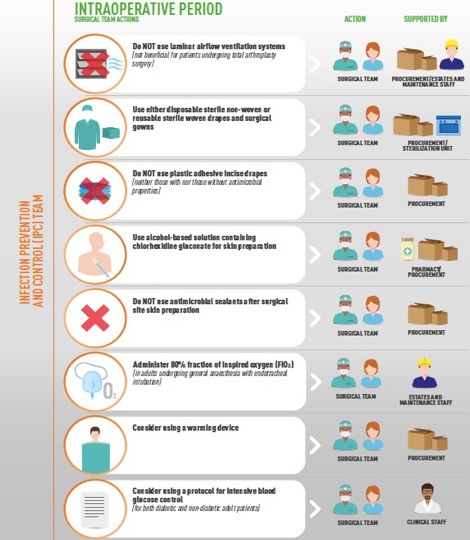 INTRAOPERATIVE PERIOD
SURGICAL TEAM ACTIONS
ACTION
SUPPORTED BY
INFECTION PREVENTION
AND CONTROL (IPC) TEAM
Do NOT use laminar airflow ventilation systems
(not beneficial for patients undergoing total arthroplasty
surgery)
SURGICAL TEAM
PROCUREMENT/ESTATES AND
MAINTENANCE STAFF
Use either disposable sterile non-woven or
reusable sterile woven drapes and surgical
gowns
SURGICAL TEAM
PROCUREMENT/
STERILIZATION UNIT
Do NOT use plastic adhesive incise drapes
(neither those with nor those without antimicrobial
properties)
SURGICAL TEAM
PROCUREMENT
Use alcohol-based solution containing
chlorhexidine gluconate for skin preparation
SURGICAL TEAM
PHARMACY/
PROCUREMENT
Do NOT use antimicrobial sealants after surgical
site skin preparation
SURGICAL TEAM
PROCUREMENT
Administer 80% fraction of inspired oxygen (FiO₂)
(in adults undergoing general anaesthesia with endotracheal
intubation)
O₂
SURGICAL TEAM
ESTATES AND
MAINTENANCE STAFF
Consider using a warming device
SURGICAL TEAM
PROCUREMENT
Consider using a protocol for intensive blood
glucose control
(for both diabetic and non-diabetic adult patients)
SURGICAL TEAM
CLINICAL STAFF